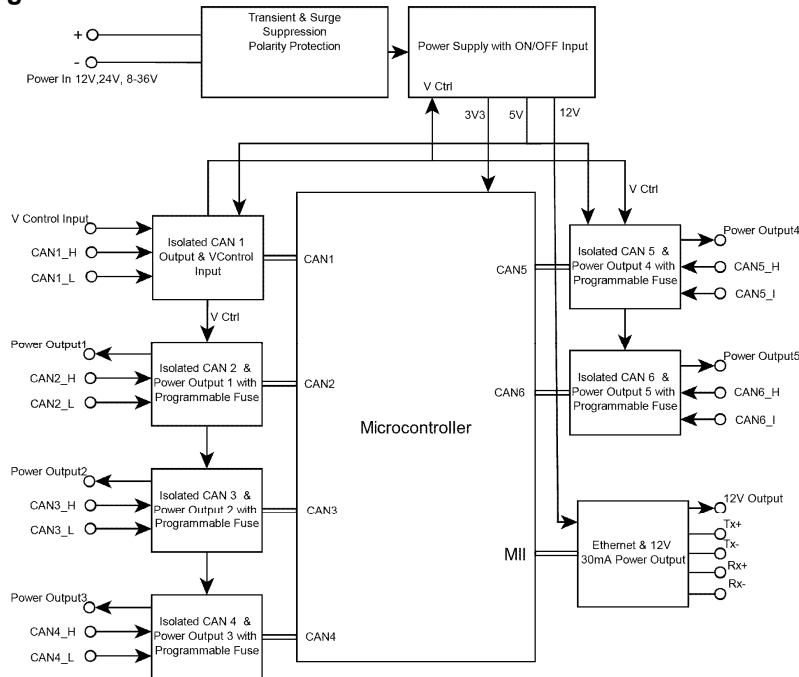 g
Transient & Surge
Suppression
Polarity Protection
Power Supply with ON/OFF Input
+
-
Power In 12V,24V, 8-36V
V Ctrl
3V3
5V
12V
V Ctrl
V Control Input
CAN1_H
CAN1_L
Isolated CAN 1
Output & VControl
Input
CAN1
V Ctrl
Power Output1
CAN2_H
CAN2_L
Isolated CAN 2 &
Power Output 1 with
Programmable Fuse
CAN2
Power Output2
CAN3_H
CAN3_L
Isolated CAN 3 &
Power Output 2 with
Programmable Fuse
CAN3
Power Output3
CAN4_H
CAN4_L
Isolated CAN 4 &
Power Output 3 with
Programmable Fuse
CAN4
Microcontroller
CAN5
Isolated CAN 5 &
Power Output 4 with
Programmable Fuse
Power Output4
CAN5_H
CAN5_I
CAN6
Isolated CAN 6 &
Power Output 5 with
Programmable Fuse
Power Output5
CAN6_H
CAN6_I
MII
Ethernet & 12V
30mA Power Output
12V Output
Tx+
Tx-
Rx+
Rx-